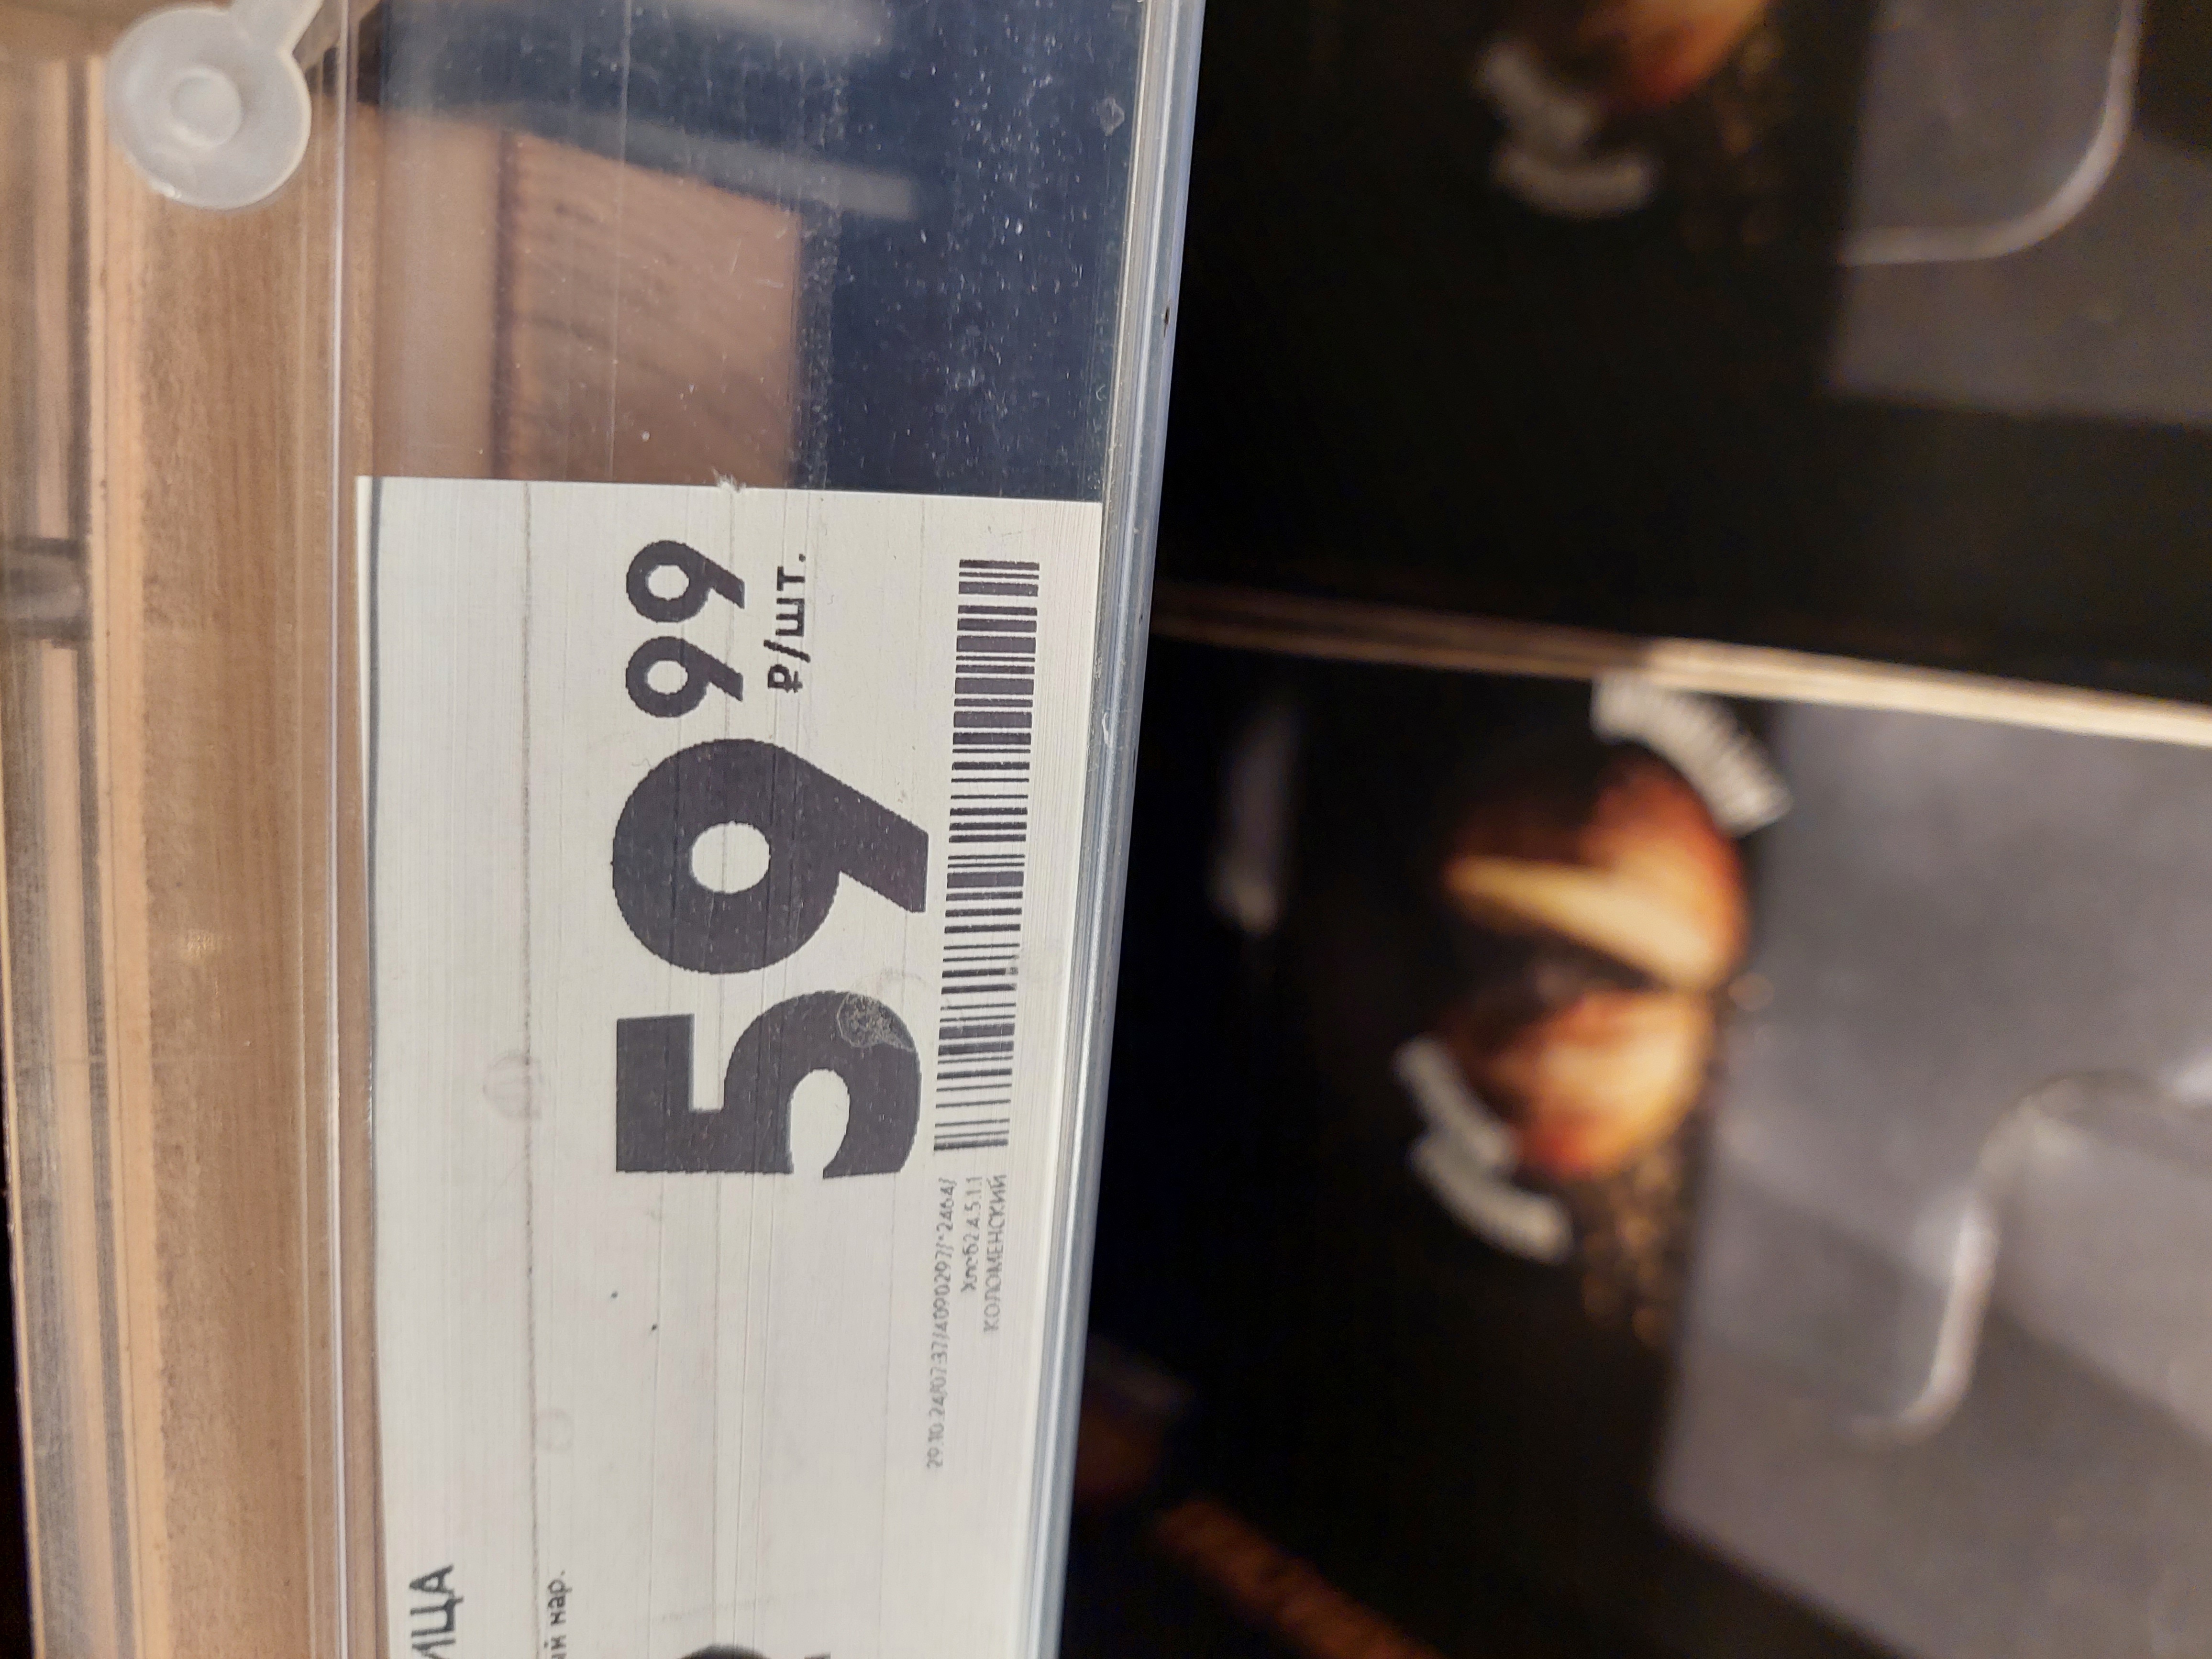 ИЦА
ый нар.
59 99
₽/шт.
29.10.24/07:37/4090297/*2464/
Хлеб2.4.5.1.1
КОЛОМЕНСКИЙ